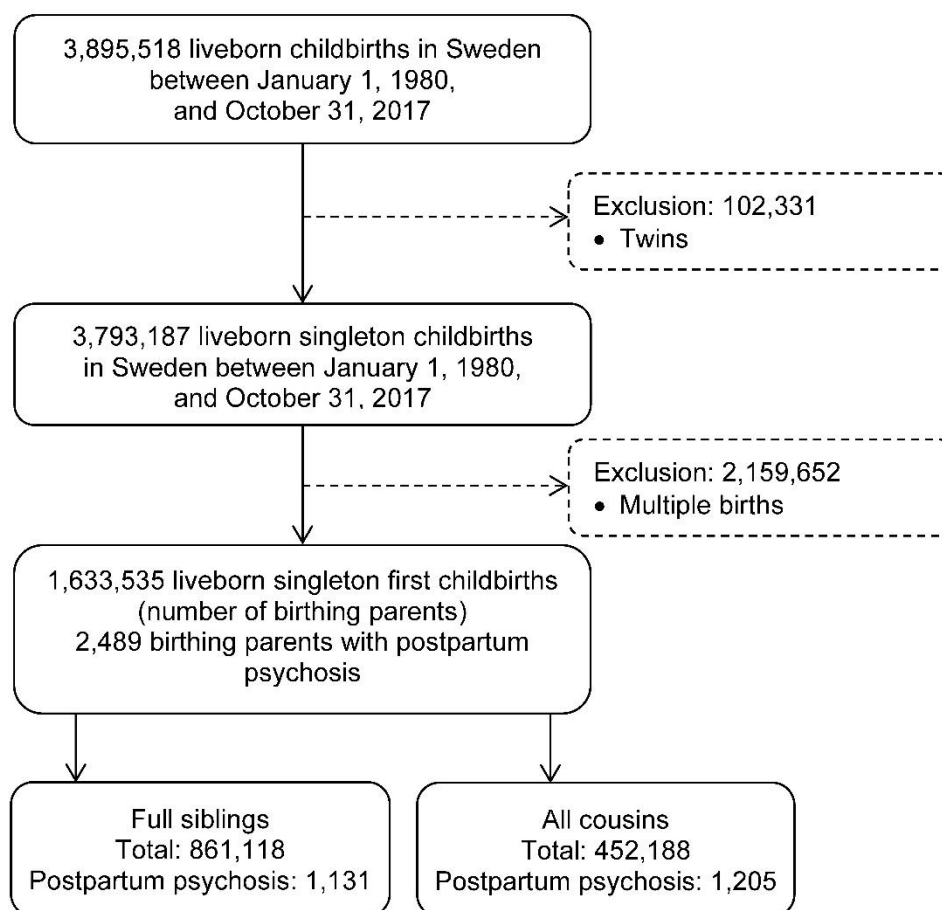 3,895,518 liveborn childbirths in Sweden
between January 1, 1980,
and October 31, 2017
Exclusion: 102,331
• Twins
3,793,187 liveborn singleton childbirths
in Sweden between January 1, 1980,
and October 31, 2017
Exclusion: 2,159,652
• Multiple births
1,633,535 liveborn singleton first childbirths
(number of birthing parents)
2,489 birthing parents with postpartum
psychosis
Full siblings
Total: 861,118
Postpartum psychosis: 1,131
All cousins
Total: 452,188
Postpartum psychosis: 1,205